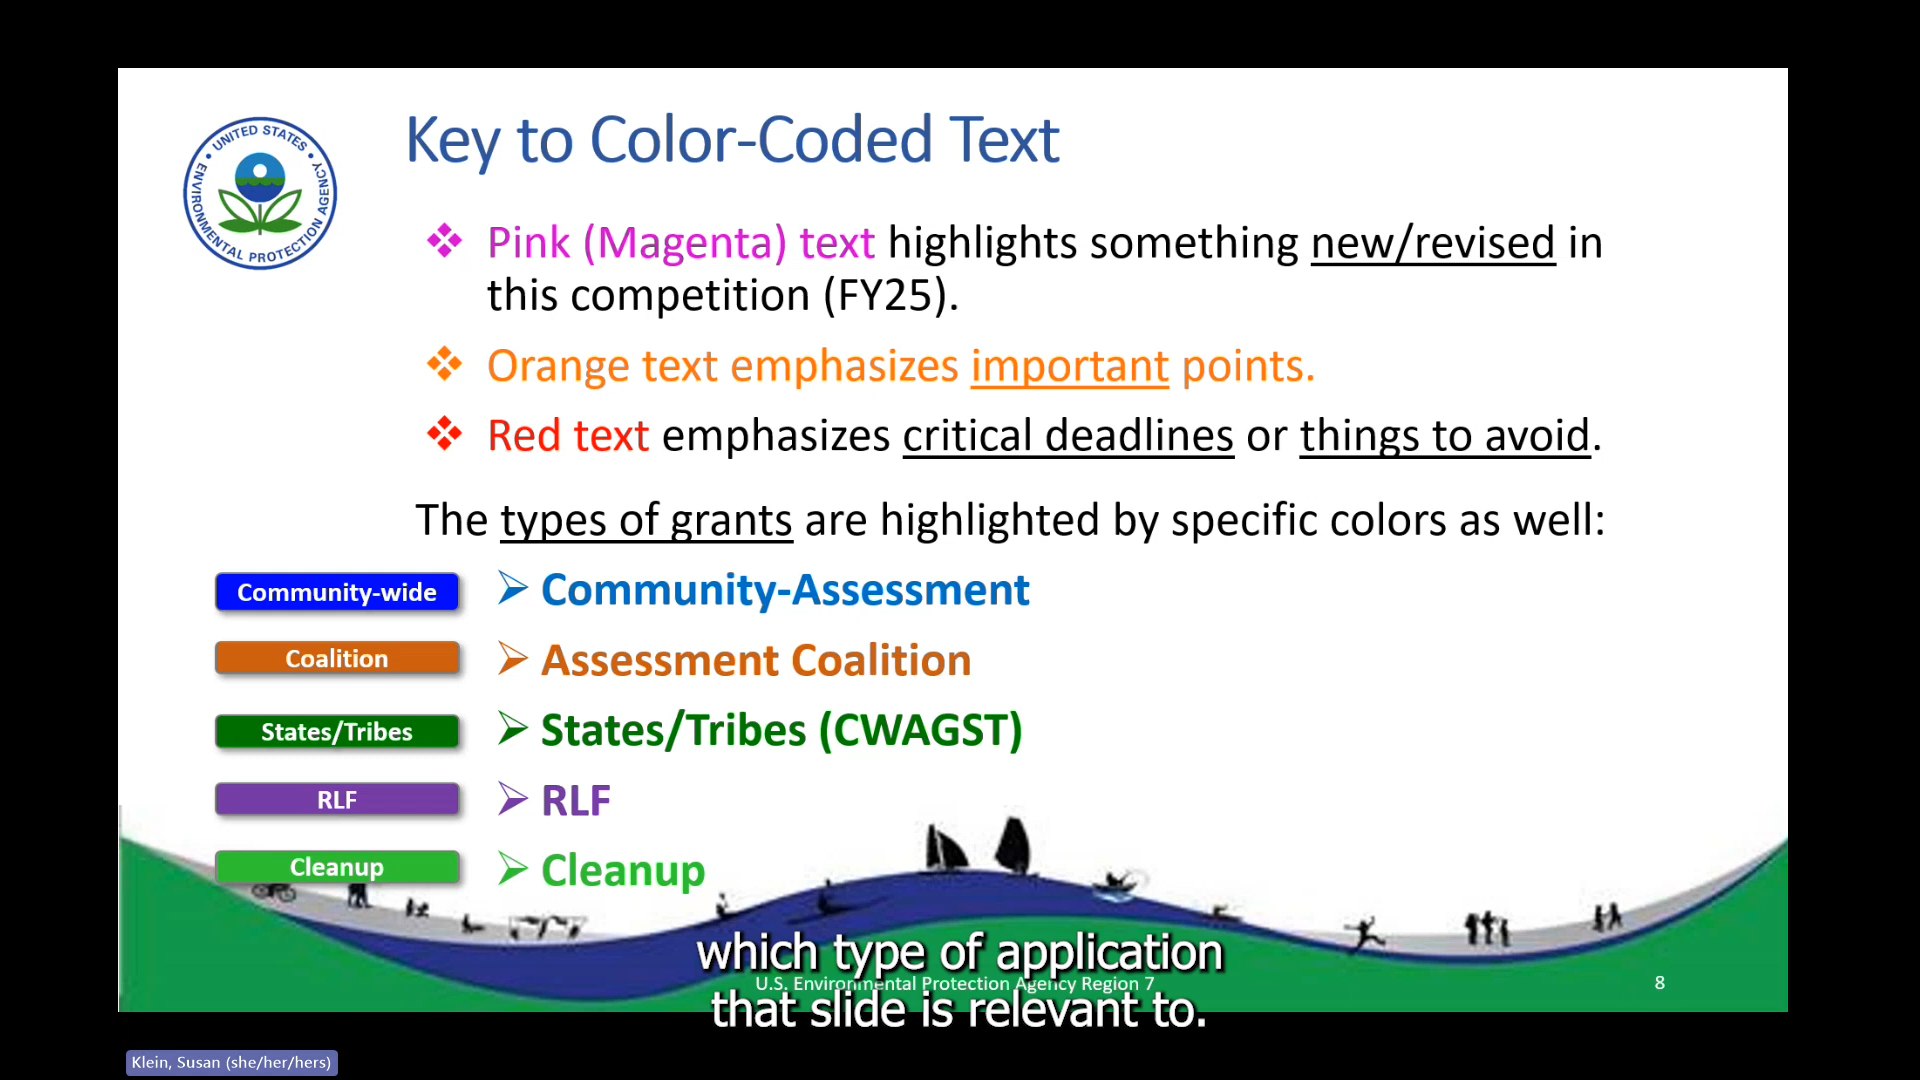 UNITED STATES
ENVIRONMENTAL PROTECTION AGENCY
Key to Color-Coded Text
Pink (Magenta) text highlights something new/revised in
this competition (FY25).
Orange text emphasizes important points.
Red text emphasizes critical deadlines or things to avoid.
The types of grants are highlighted by specific colors as well:
Community-wide
Community-Assessment
Coalition
Assessment Coalition
States/Tribes
States/Tribes (CWAGST)
RLF
RLF
Cleanup
Cleanup
which type of application
U.S. Environmental Protection Agency Region 7
8
that slide is relevant to.
Klein, Susan (she/her/hers)